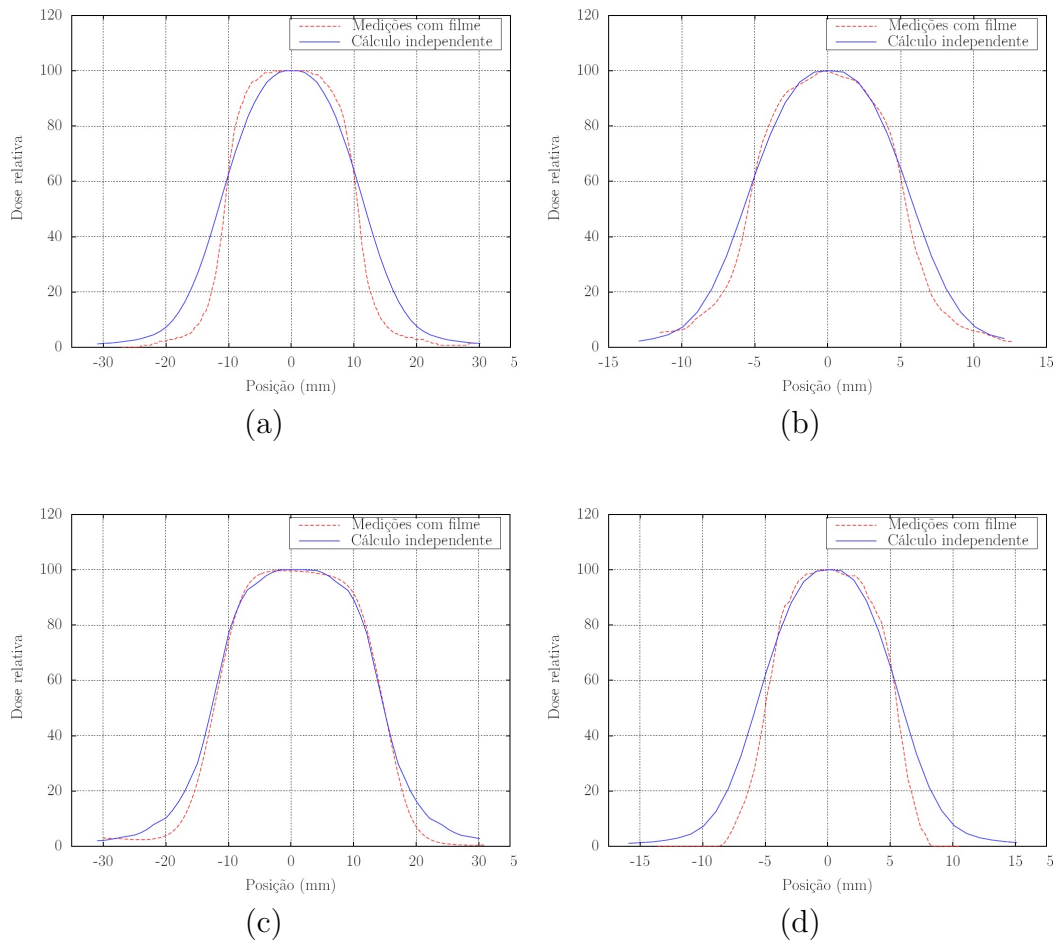 120
100
80
60
40
20
0
Dose relativa
Medições com filme
Cálculo independente
-30 -20 -10 0 10 20 30 5
Posição (mm)
(a)
120
100
80
60
40
20
0
Dose relativa
Medições com filme
Cálculo independente
-15 -10 -5 0 5 10 15
Posição (mm)
(b)
120
100
80
60
40
20
0
Dose relativa
Medições com filme
Cálculo independente
-30 -20 -10 0 10 20 30 5
Posição (mm)
(c)
120
100
80
60
40
20
0
Dose relativa
Medições com filme
Cálculo independente
-15 -10 -5 0 5 10 15 5
Posição (mm)
(d)